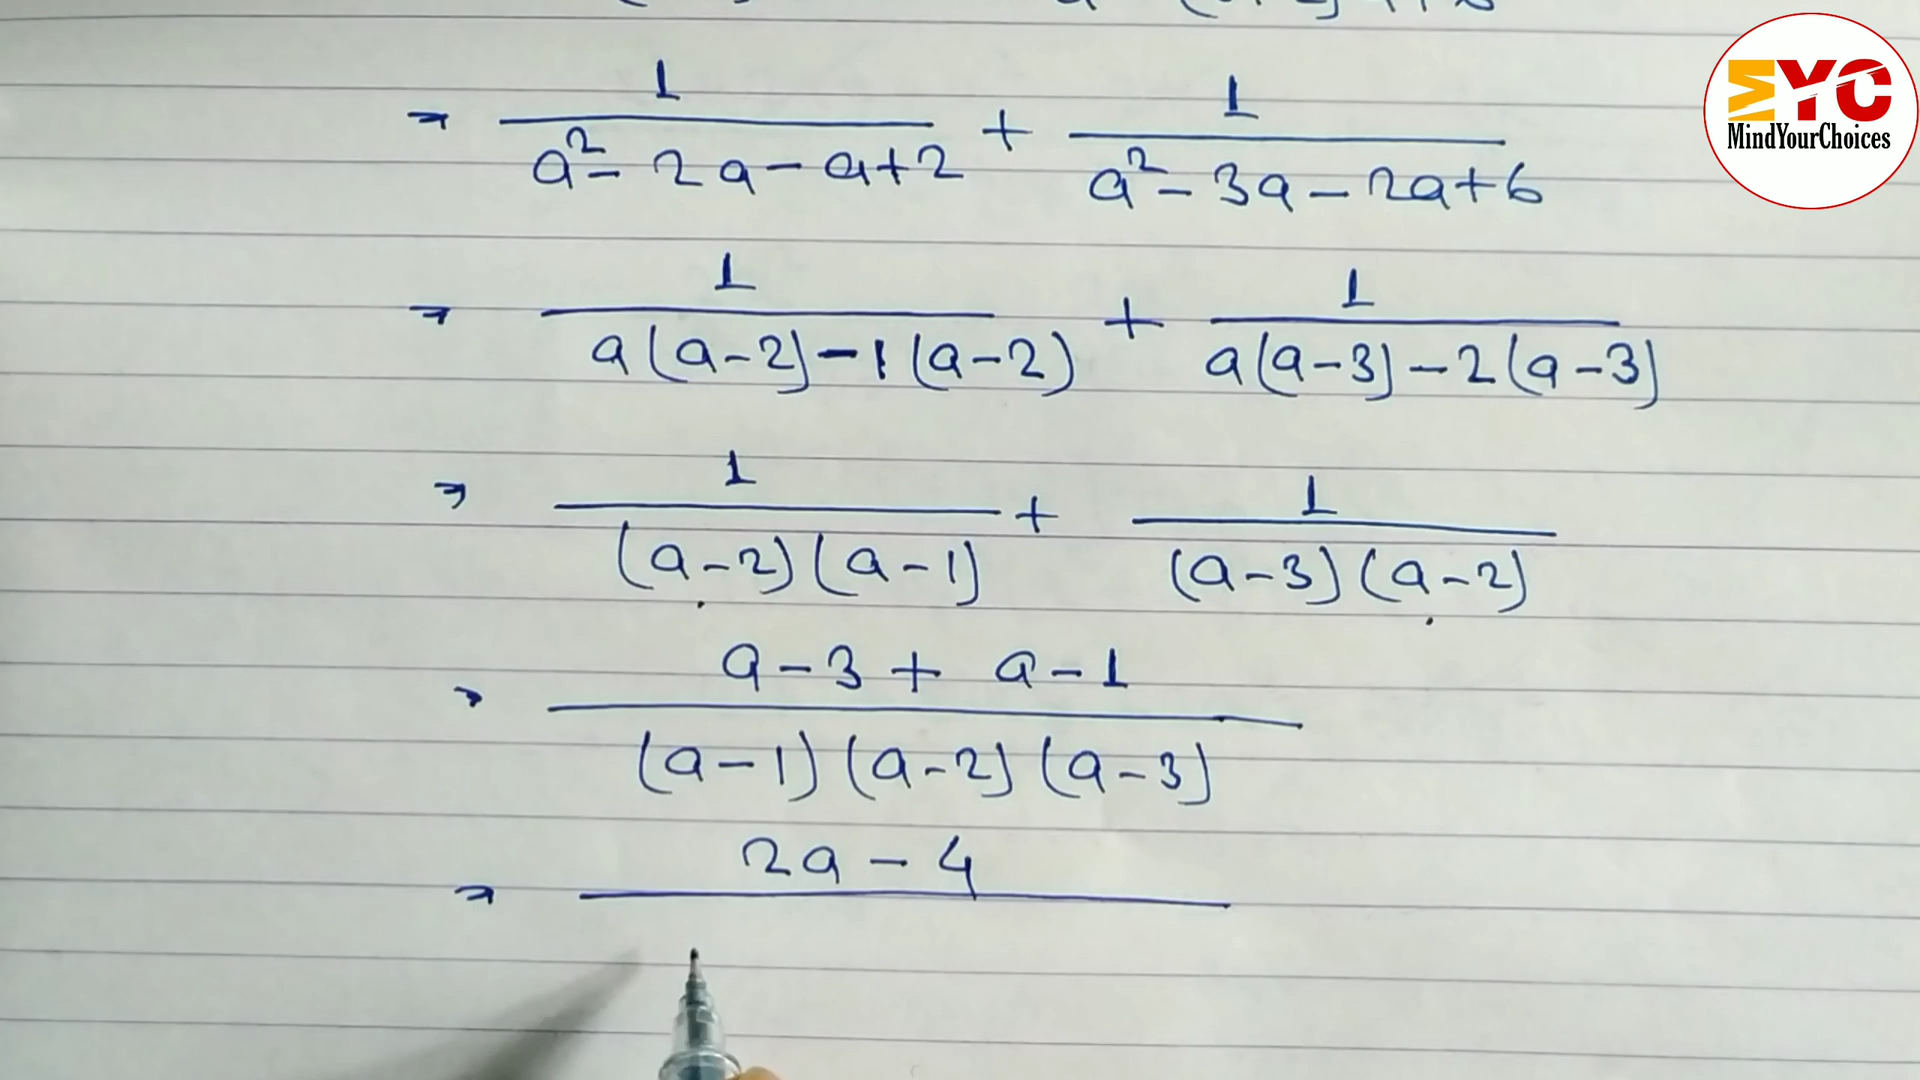 MYC
MindYourChoices
⇒ 1/(a² - 2a - a + 2) + 1/(a² - 3a - 2a + 6)
⇒ 1/(a(a-2) - 1(a-2)) + 1/(a(a-3) - 2(a-3))
⇒ 1/((a-2)(a-1)) + 1/((a-3)(a-2))
⇒ (a - 3 + a - 1)/((a-1)(a-2)(a-3))
⇒ 2a - 4